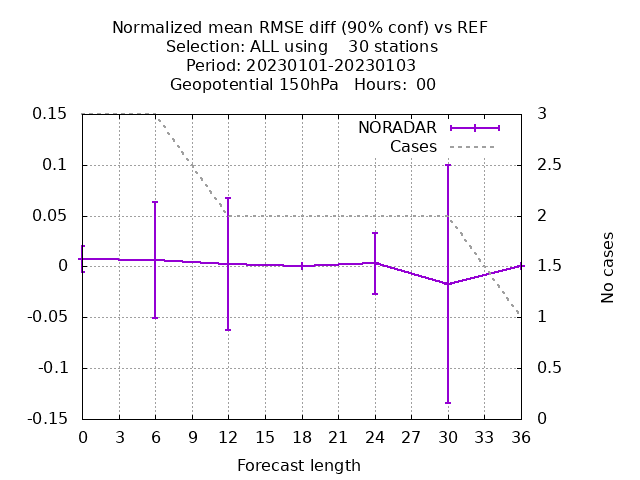 Normalized mean RMSE diff (90% conf) vs REF
Selection: ALL using    30 stations
Period: 20230101-20230103
Geopotential 150hPa   Hours:  00
NORADAR
Cases
0.15
0.1
0.05
0
-0.05
-0.1
-0.15
3
2.5
2
1.5
1
0.5
0
No cases
0 3 6 9 12 15 18 21 24 27 30 33 36
Forecast length